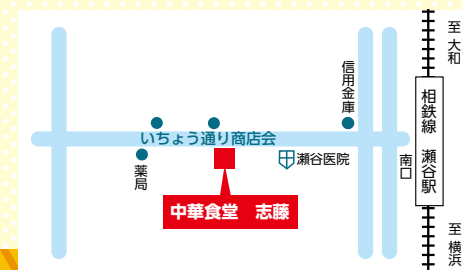 至 大和
信用金庫
相鉄線 瀬谷駅
いちょう通り商店会
瀬谷医院
南口
薬局
中華食堂 志藤
至 横浜